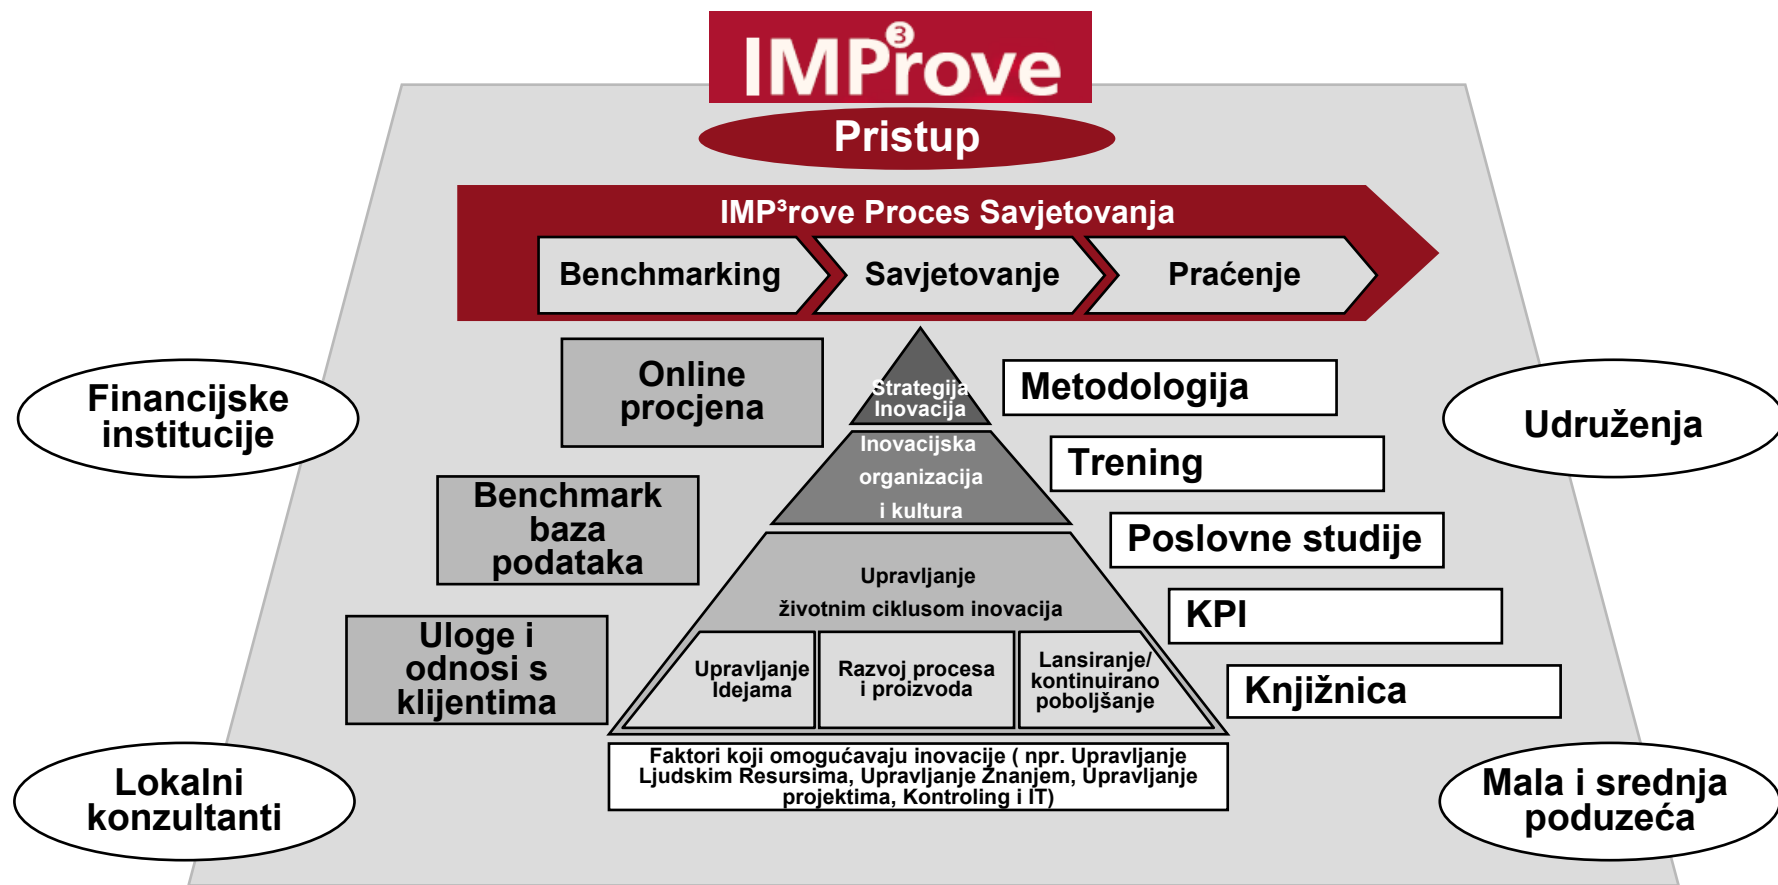 IMP³rove
Pristup
IMP³rove Proces Savjetovanja
Benchmarking
Savjetovanje
Praćenje
Financijske
institucije
Online
procjena
Benchmark
baza
podataka
Uloge i
odnosi s
klijentima
Lokalni
konzultanti
Strategija
Inovacija
Inovacijska
organizacija
i kultura
Upravljanje
životnim ciklusom inovacija
Upravljanje
Idejama
Razvoj procesa
i proizvoda
Lansiranje/
kontinuirano
poboljšanje
Faktori koji omogućavaju inovacije ( npr. Upravljanje
Ljudskim Resursima, Upravljanje Znanjem, Upravljanje
projektima, Kontroling i IT)
Metodologija
Trening
Poslovne studije
KPI
Knjižnica
Udruženja
Mala i srednja
poduzeća